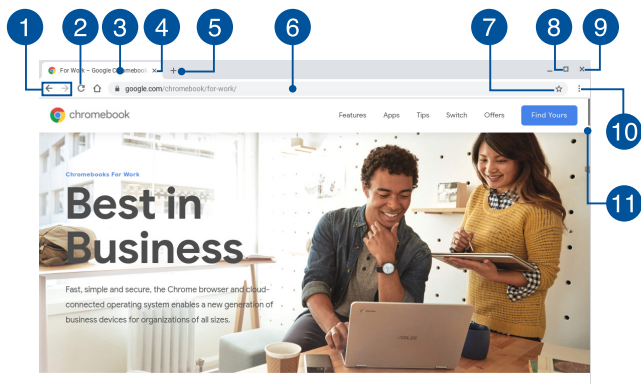 1 2 3 4 5 6 7 8 9
For Work – Google Chromebook
google.com/chromebook/for-work/
10
chromebook Features Apps Tips Switch Offers Find Yours
11
Chromebooks For Work
Best in
Business
Fast, simple and secure, the Chrome browser and cloud-
connected operating system enables a new generation of
business devices for organizations of all sizes.
ASUS